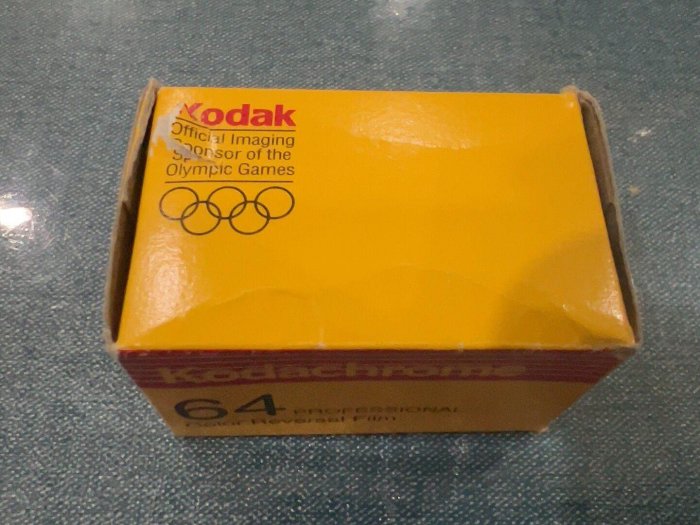 Kodak
Official Imaging
Sponsor of the
Olympic Games
Kodachrome
64 PROFESSIONAL
Color Reversal Film